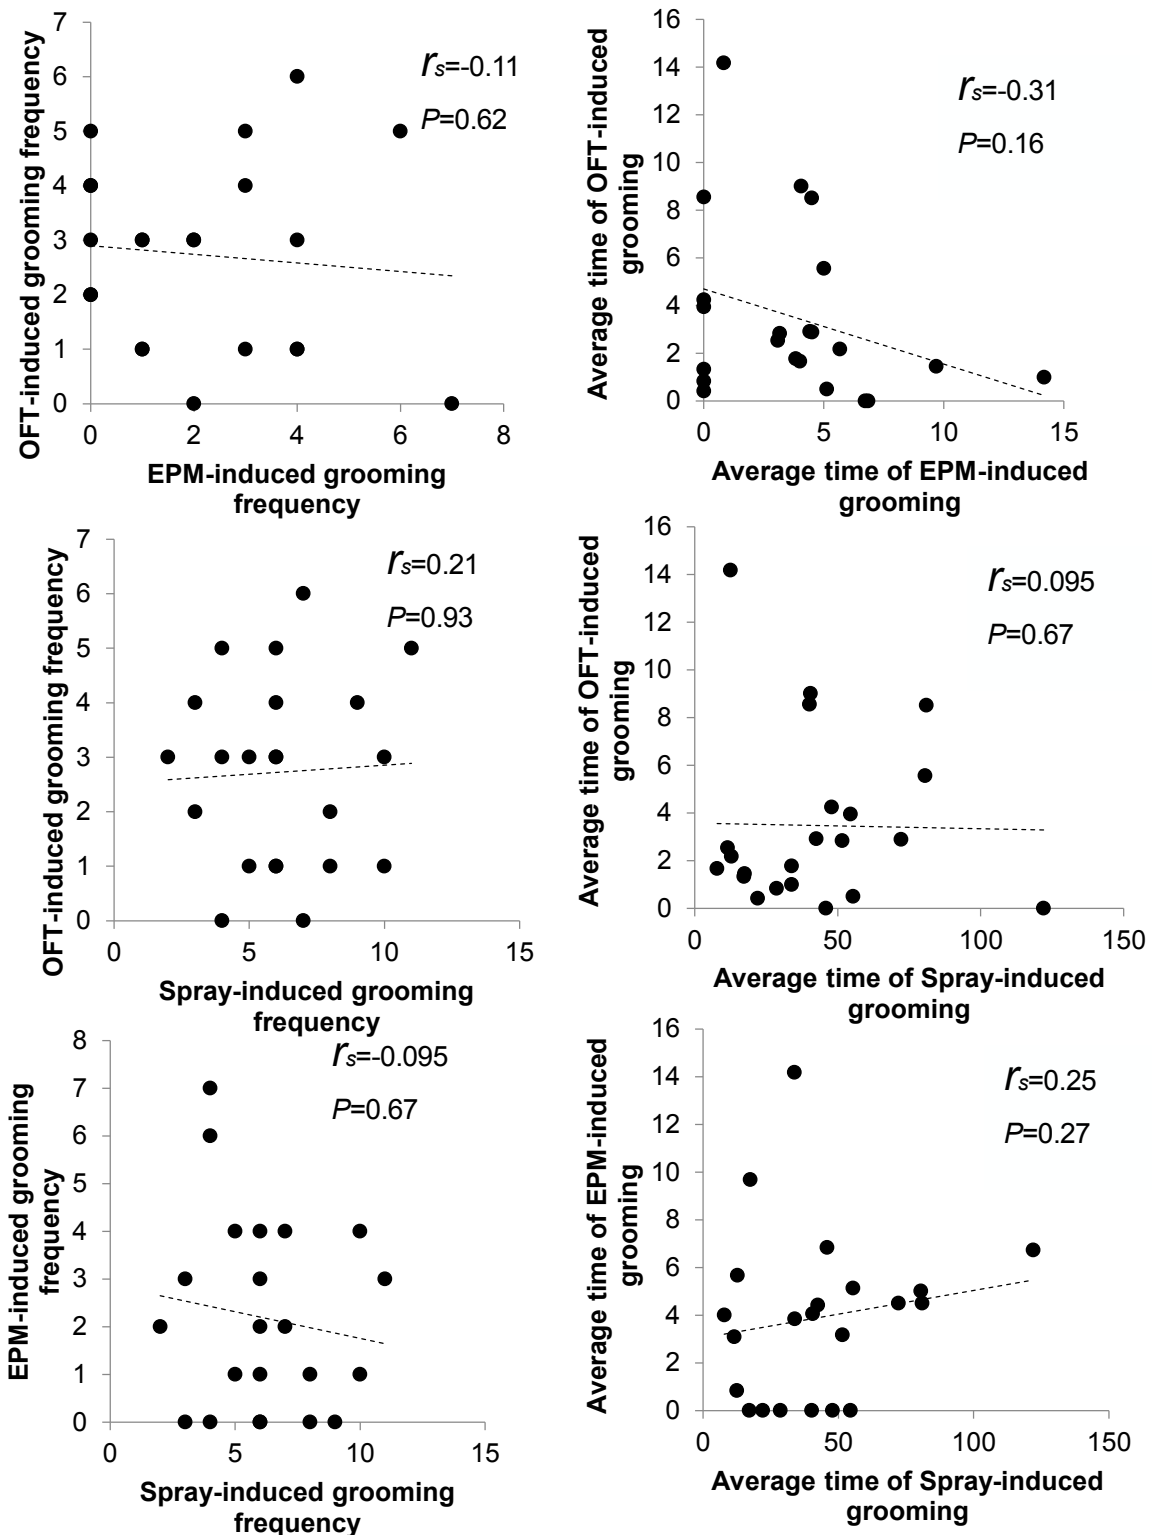 7
6
5
4
3
2
1
0
0
2
4
6
8
OFT-induced grooming frequency
EPM-induced grooming
frequency
rs=-0.11
P=0.62
16
14
12
10
8
6
4
2
0
0
5
10
15
Average time of OFT-induced
grooming
Average time of EPM-induced
grooming
rs=-0.31
P=0.16
7
6
5
4
3
2
1
0
0
5
10
15
OFT-induced grooming frequency
Spray-induced grooming
frequency
rs=0.21
P=0.93
16
14
12
10
8
6
4
2
0
0
50
100
150
Average time of OFT-induced
grooming
Average time of Spray-induced
grooming
rs=0.095
P=0.67
8
7
6
5
4
3
2
1
0
0
5
10
15
EPM-induced grooming
frequency
Spray-induced grooming
frequency
rs=-0.095
P=0.67
16
14
12
10
8
6
4
2
0
0
50
100
150
Average time of EPM-induced
grooming
Average time of Spray-induced
grooming
rs=0.25
P=0.27